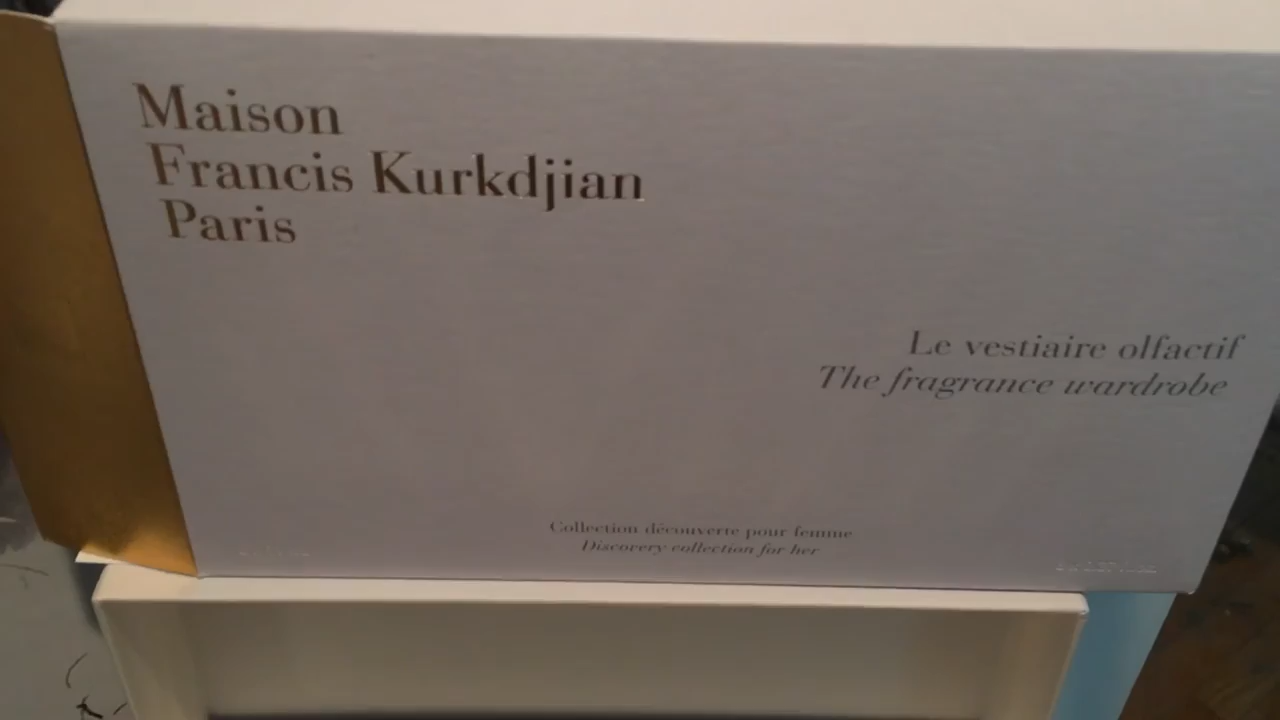 Maison
Francis Kurkdjian
Paris
Le vestiaire olfactif
The fragrance wardrobe
Collection découverte pour femme
Discovery collection for her